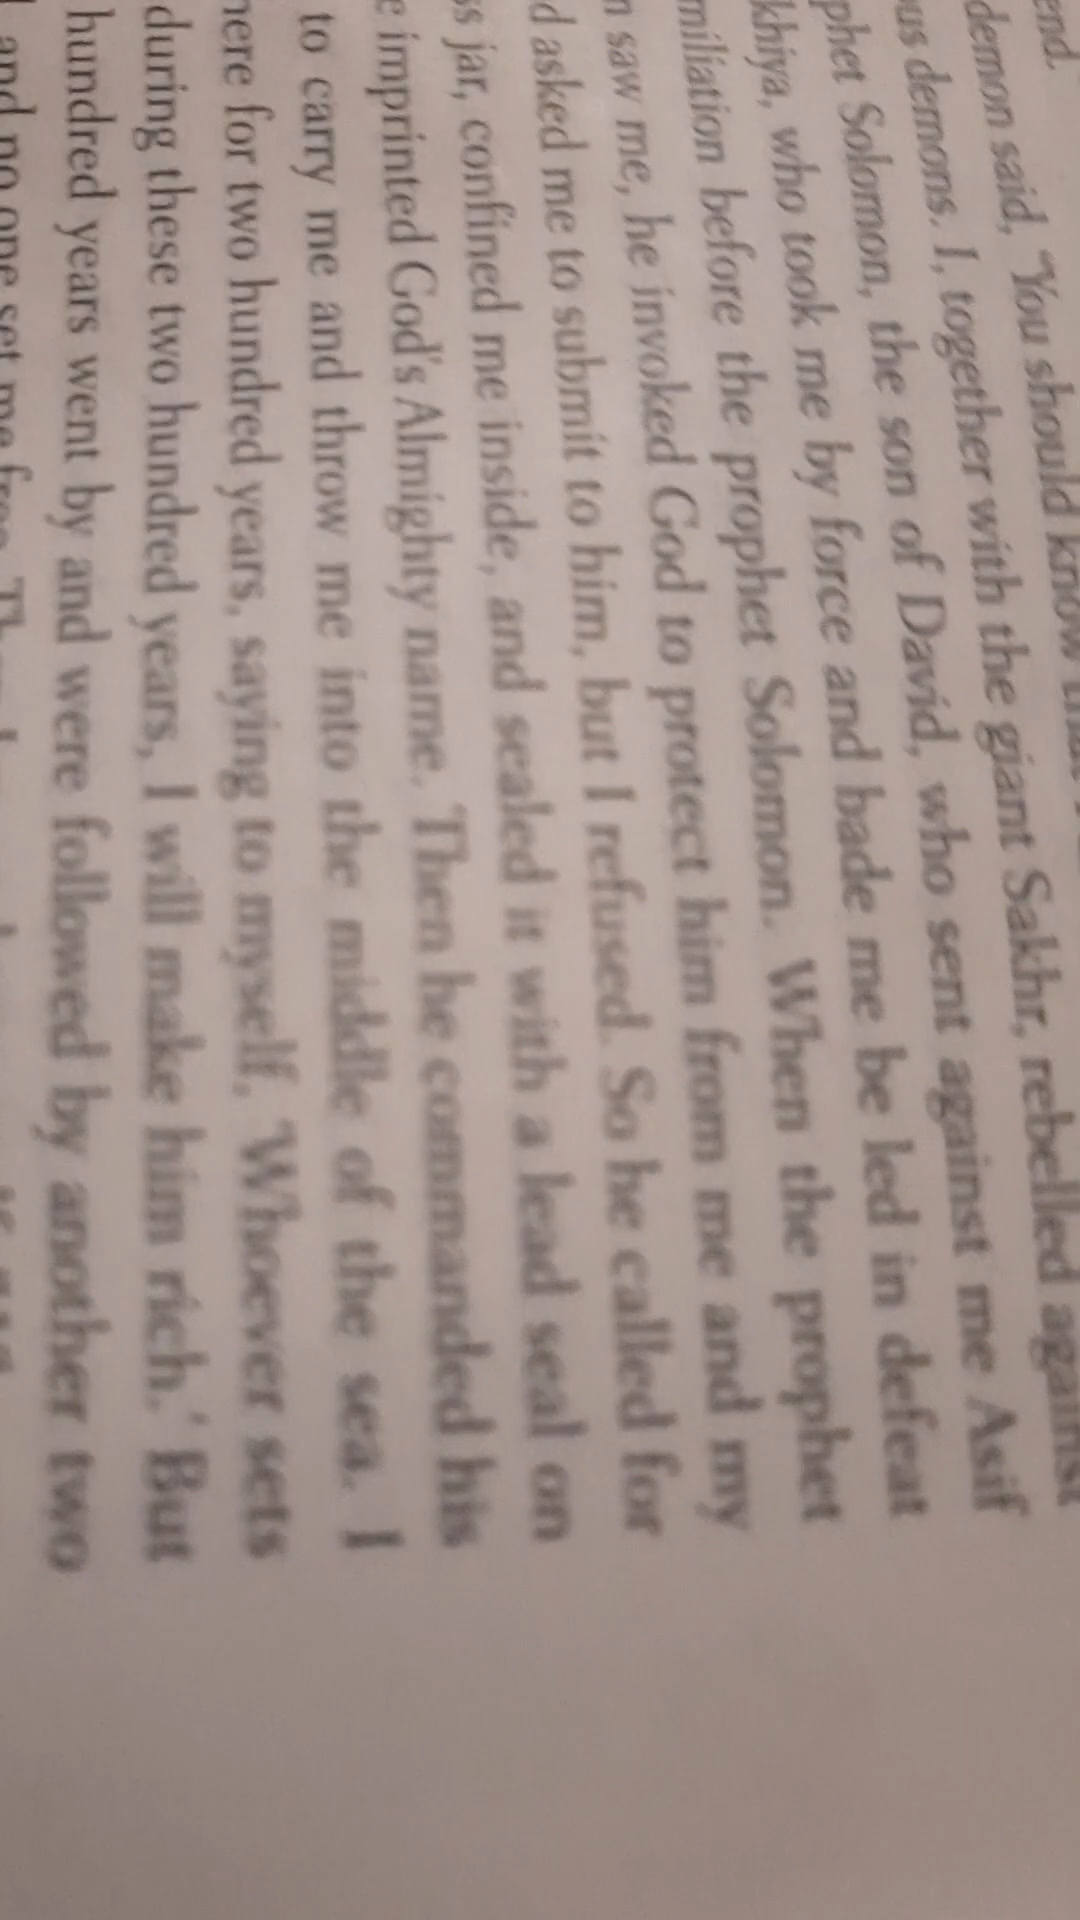 end.
demon said, "You should know that
ous demons. I, together with the giant Sakhr, rebelled against
phet Solomon, the son of David, who sent against me Asif
khiya, who took me by force and bade me be led in defeat
miliation before the prophet Solomon. When the prophet
n saw me, he invoked God to protect him from me and my
d asked me to submit to him, but I refused. So he called for
ss jar, confined me inside, and sealed it with a lead seal on
e imprinted God's Almighty name. Then he commanded his
to carry me and throw me into the middle of the sea. I
here for two hundred years, saying to myself, 'Whoever sets
during these two hundred years, I will make him rich.' But
hundred years went by and were followed by another two
and no one set me free.